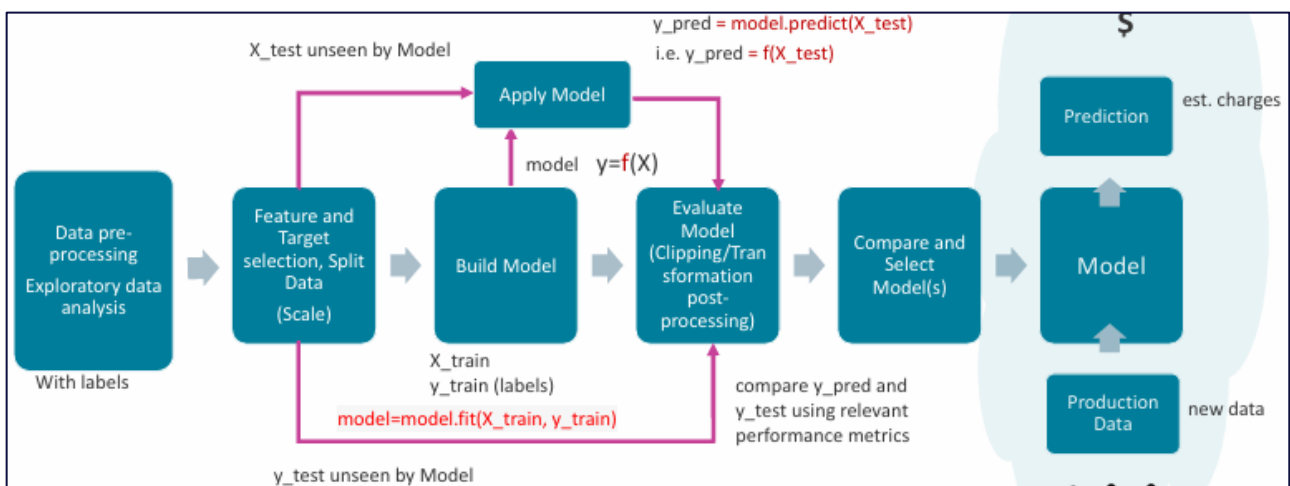 y_pred = model.predict(X_test)
i.e. y_pred = f(X_test)
$
X_test unseen by Model
Apply Model
Prediction
est. charges
model y=f(X)
Data pre-
processing
Exploratory data
analysis
With labels
Feature and
Target
selection, Split
Data
(Scale)
Build Model
Evaluate
Model
(Clipping/Tran
sformation
post-
processing)
Compare and
Select
Model(s)
Model
X_train
y_train (labels)
model=model.fit(X_train, y_train)
compare y_pred and
y_test using relevant
performance metrics
Production
Data
new data
y_test unseen by Model